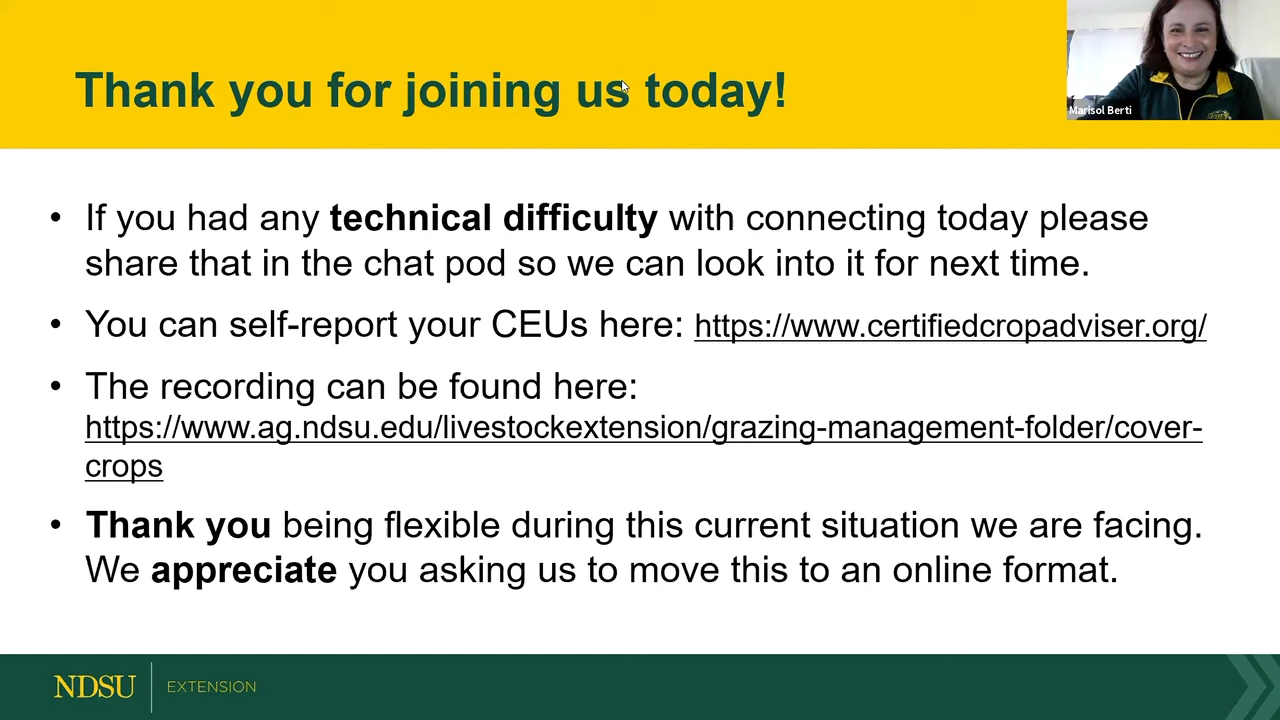 Thank you for joining us today!
Marisol Berti
• If you had any technical difficulty with connecting today please
share that in the chat pod so we can look into it for next time.
• You can self-report your CEUs here: https://www.certifiedcropadviser.org/
• The recording can be found here:
https://www.ag.ndsu.edu/livestockextension/grazing-management-folder/cover-
crops
• Thank you being flexible during this current situation we are facing.
We appreciate you asking us to move this to an online format.
NDSU EXTENSION